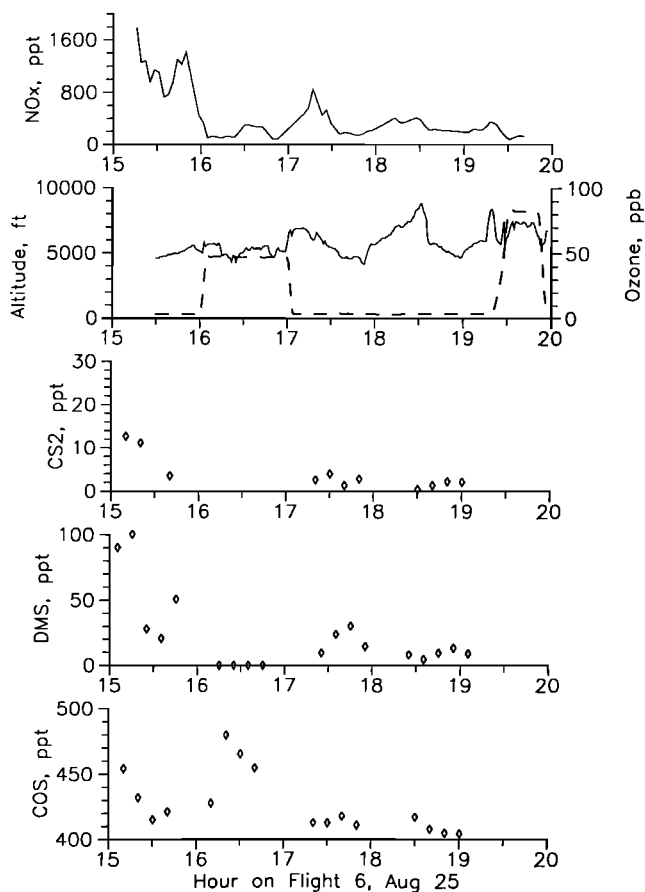 NOx, ppt
1600
800
0
15 16 17 18 19 20
Altitude, ft
10000
5000
0
Ozone, ppb
100
50
0
15 16 17 18 19 20
CS2, ppt
30
20
10
0
15 16 17 18 19 20
DMS, ppt
100
50
0
15 16 17 18 19 20
COS, ppt
500
450
400
15 16 17 18 19 20
Hour on Flight 6, Aug 25